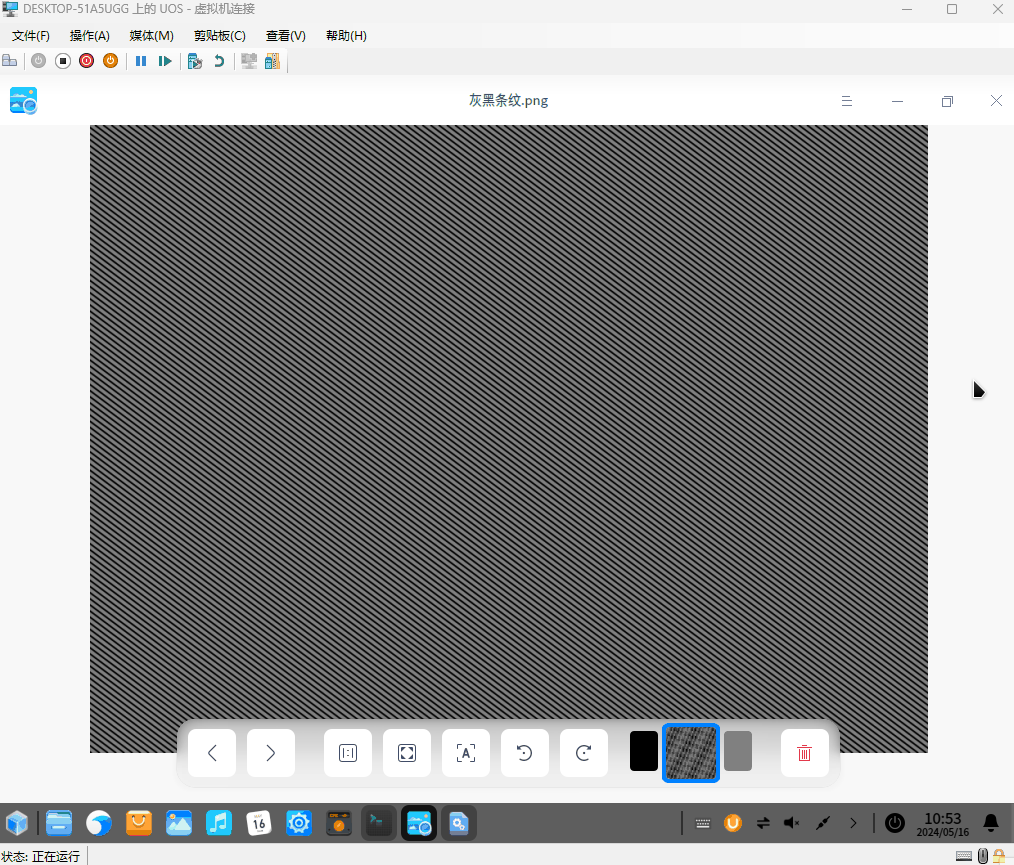 DESKTOP-51A5UGG 上的 UOS - 虚拟机连接
文件(F) 操作(A) 媒体(M) 剪贴板(C) 查看(V) 帮助(H)
灰黑条纹.png
1:1
A
16
U
10:53
2024/05/16
状态: 正在运行